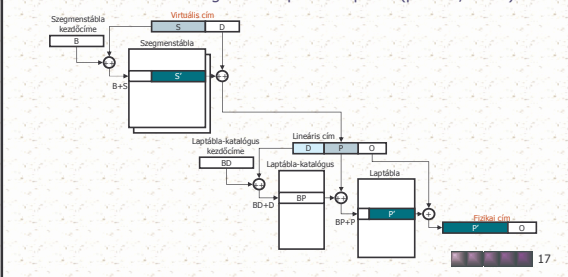 Virtuális cím
Szegmenstábla
kezdőcíme
S
D
B
Szegmenstábla
++
S'
++
B+S
Lineáris cím
Laptábla-katalógus
kezdőcíme
D
P
O
BD
Laptábla-katalógus
Laptábla
++
BP
++
BD+D
P'
+
BP+P
Fizikai cím
P'
O
17